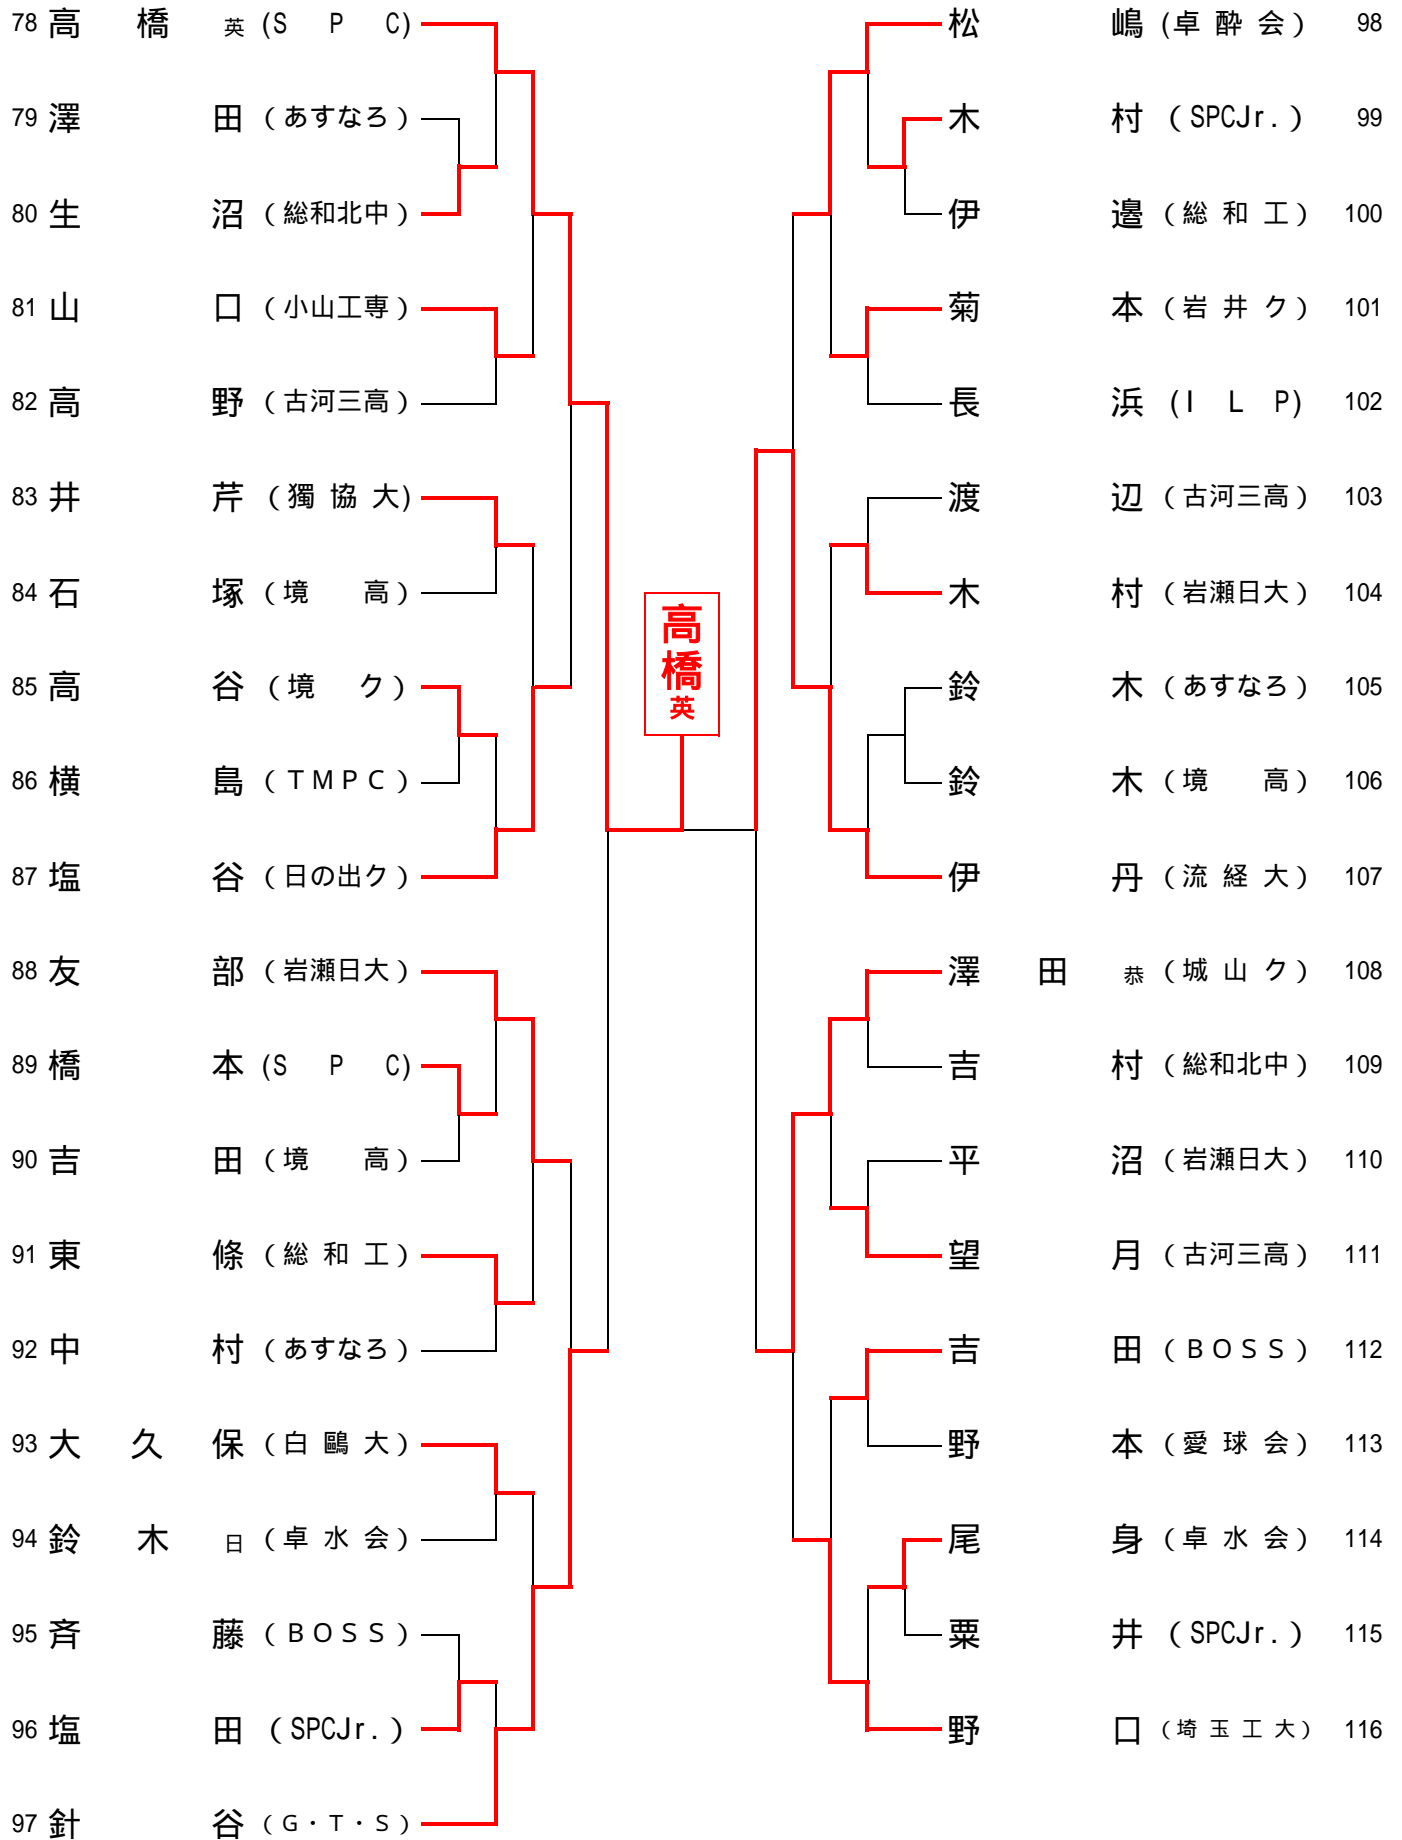 78 高橋英 (SPC)
79 澤田 (あすなろ)
80 生沼 (総和北中)
81 山口 (小山工専)
82 高野 (古河三高)
83 井芹 (獨協大)
84 石塚 (境高)
85 高谷 (境ク)
86 横島 (TMPC)
87 塩谷 (日の出ク)
88 友部 (岩瀬日大)
89 橋本 (SPC)
90 吉田 (境高)
91 東條 (総和工)
92 中村 (あすなろ)
93 大久保 (白鷗大)
94 鈴木日 (卓水会)
95 斉藤 (BOSS)
96 塩田 (SPCJr.)
97 針谷 (G・T・S)
高橋英
松嶋 (卓酔会) 98
木村 (SPCJr.) 99
伊邉 (総和工) 100
菊本 (岩井ク) 101
長浜 (ILP) 102
渡辺 (古河三高) 103
木村 (岩瀬日大) 104
鈴木 (あすなろ) 105
鈴木 (境高) 106
伊丹 (流経大) 107
澤田恭 (城山ク) 108
吉村 (総和北中) 109
平沼 (岩瀬日大) 110
望月 (古河三高) 111
吉田 (BOSS) 112
野本 (愛球会) 113
尾身 (卓水会) 114
粟井 (SPCJr.) 115
野口 (埼玉工大) 116